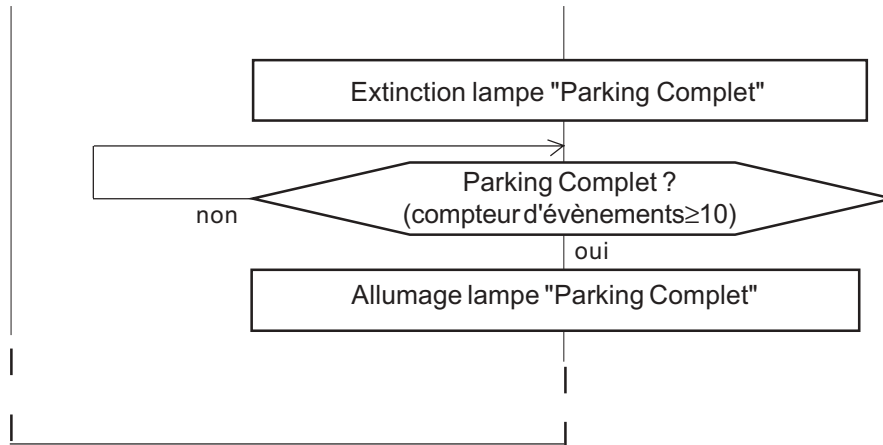 Extinction lampe "Parking Complet"
Parking Complet ?
(compteur d'évènements≥10)
non
oui
Allumage lampe "Parking Complet"